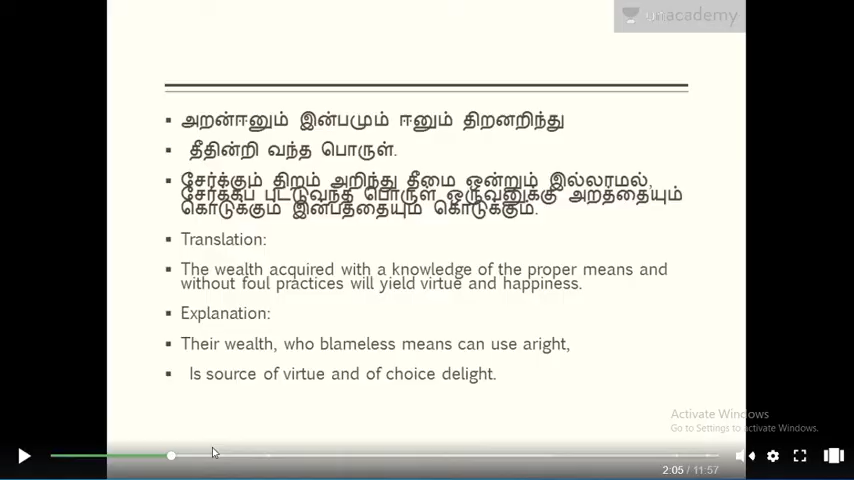 unacademy
அறன்ஈனும் இன்பமும் ஈனும் திறனறிந்து
தீதின்றி வந்த பொருள்.
சேர்க்கும் திறம் அறிந்து தீமை ஒன்றும் இல்லரமல்,
சேர்க்கப் பட்டுவந்த பொருள் ஒருவனுக்கு அறத்தையும்
கொடுக்கும் இன்பத்தையும் கொடுக்கும்.
Translation:
The wealth acquired with a knowledge of the proper means and
without foul practices will yield virtue and happiness.
Explanation:
Their wealth, who blameless means can use aright,
Is source of virtue and of choice delight.
Activate Windows
Go to Settings to activate Windows.
2:05 / 11:57